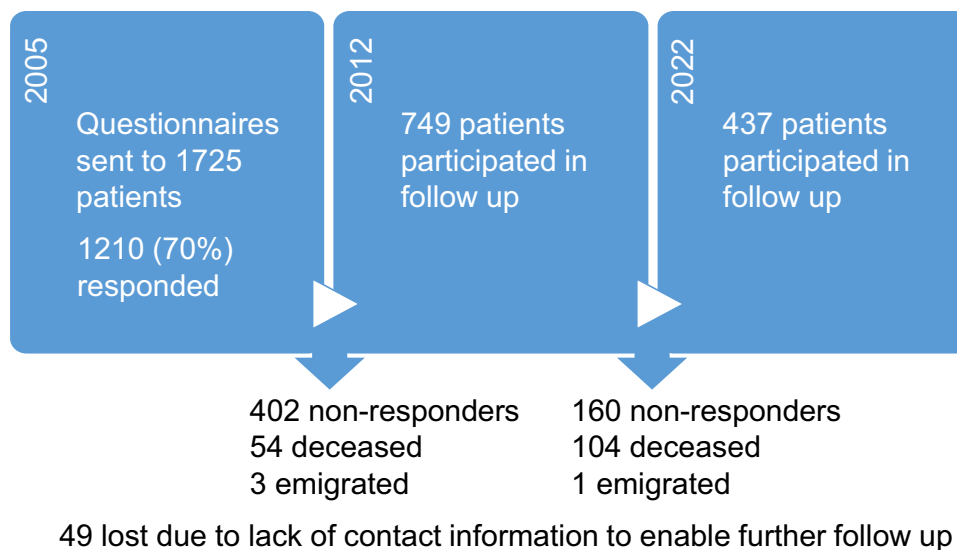 2005
Questionnaires
sent to 1725
patients
1210 (70%)
responded
2012
749 patients
participated in
follow up
2022
437 patients
participated in
follow up
402 non-responders
54 deceased
3 emigrated
160 non-responders
104 deceased
1 emigrated
49 lost due to lack of contact information to enable further follow up